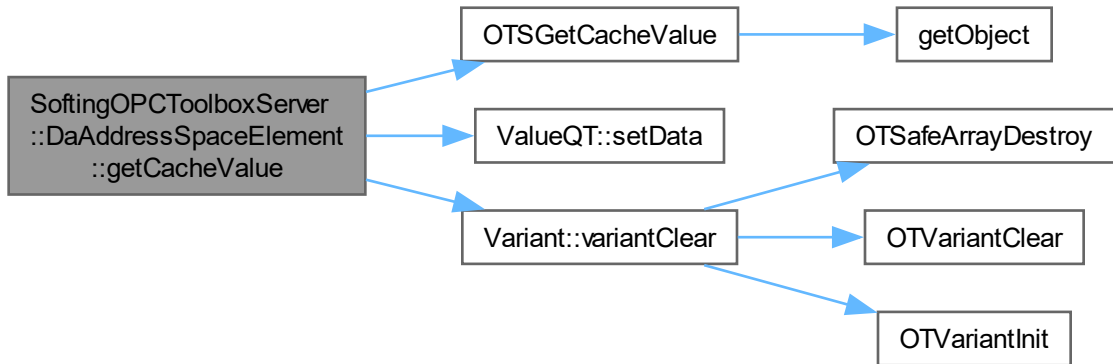 SoftingOPCToolboxServer
::DaAddressSpaceElement
::getCacheValue
OTSGetCacheValue
getObject
ValueQT::setData
Variant::variantClear
OTSafeArrayDestroy
OTVariantClear
OTVariantInit